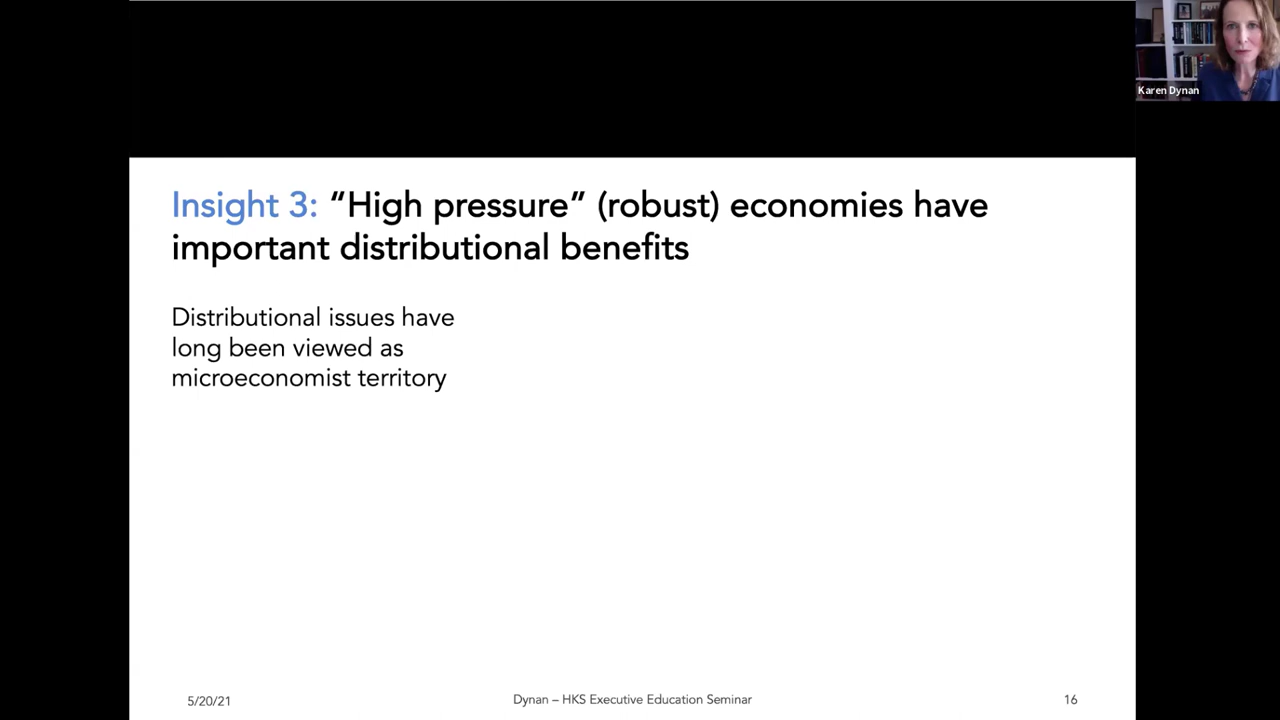 Karen Dynan
Insight 3: “High pressure” (robust) economies have
important distributional benefits
Distributional issues have
long been viewed as
microeconomist territory
5/20/21
Dynan – HKS Executive Education Seminar
16